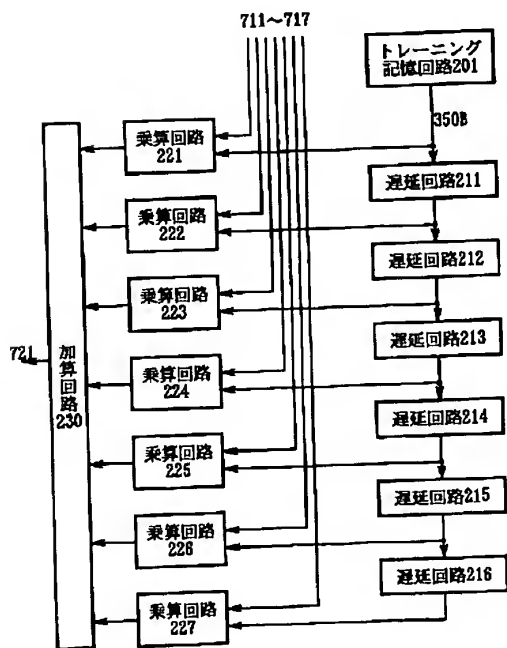 711～717
トレーニング
記憶回路201
350B
乗算回路
221
遅延回路211
乗算回路
222
遅延回路212
乗算回路
223
遅延回路213
721
加算回路
230
乗算回路
224
遅延回路214
乗算回路
225
遅延回路215
乗算回路
226
遅延回路216
乗算回路
227